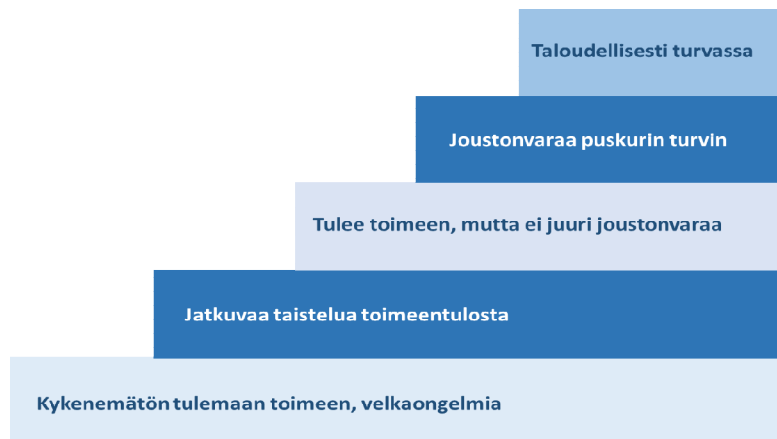 Taloudellisesti turvassa
Joustonvaraa puskurin turvin
Tulee toimeen, mutta ei juuri joustonvaraa
Jatkuvaa taistelua toimeentulosta
Kykenemätön tulemaan toimeen, velkaongelmia